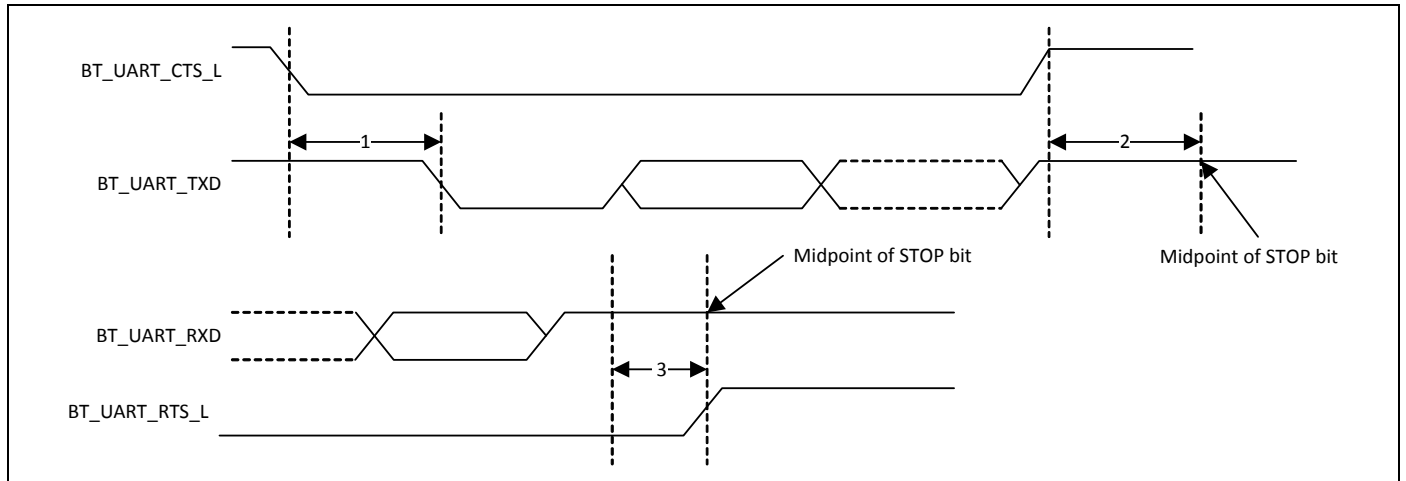 BT_UART_CTS_L
1
2
BT_UART_TXD
Midpoint of STOP bit
Midpoint of STOP bit
BT_UART_RXD
3
BT_UART_RTS_L